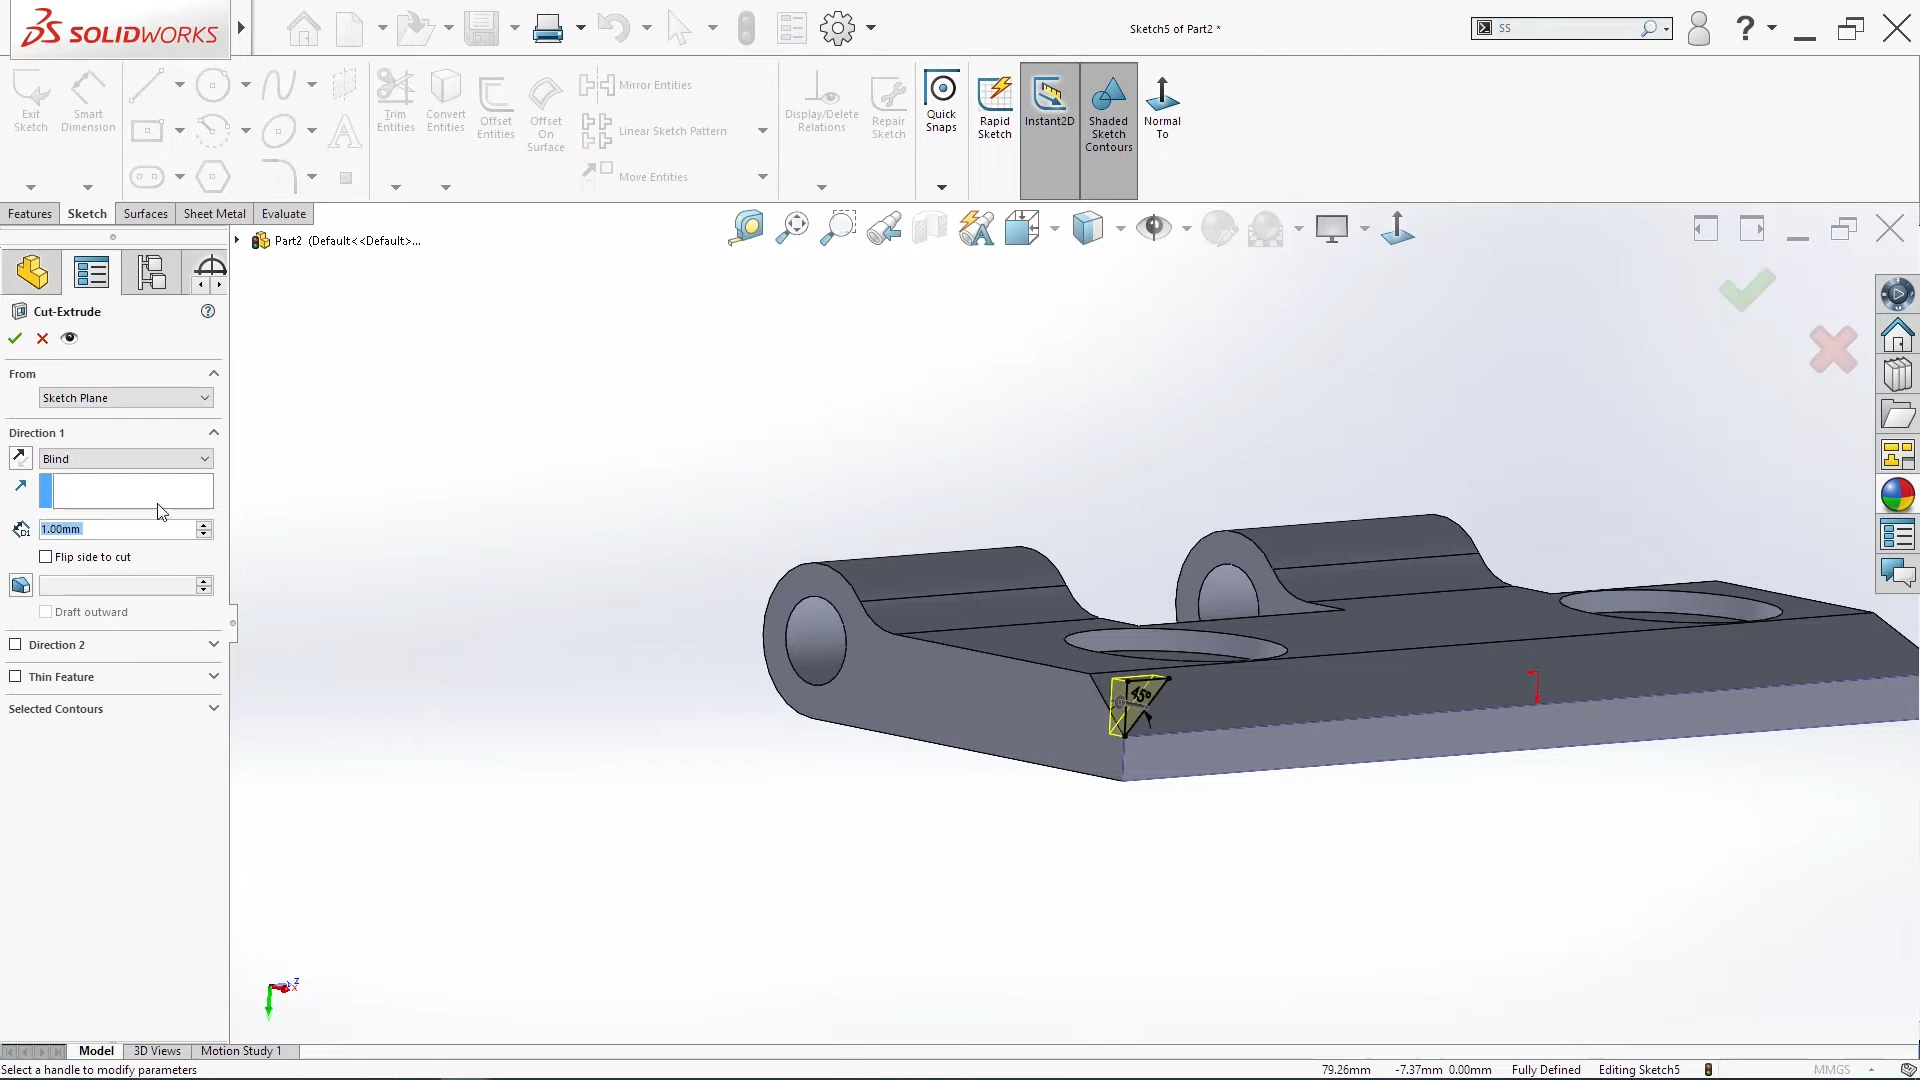 SOLIDWORKS
Sketch5 of Part2 *
SS
Exit Sketch
Smart Dimension
Trim Entities
Convert Entities
Offset Entities
Offset On Surface
Mirror Entities
Linear Sketch Pattern
Move Entities
Display/Delete Relations
Repair Sketch
Quick Snaps
Rapid Sketch
Instant2D
Shaded Sketch Contours
Normal To
Features
Sketch
Surfaces
Sheet Metal
Evaluate
Part2 (Default<<Default>...
Cut-Extrude
From
Sketch Plane
Direction 1
Blind
D1
1.00mm
Flip side to cut
Draft outward
Direction 2
Thin Feature
Selected Contours
45°
z
x
Model
3D Views
Motion Study 1
Select a handle to modify parameters
79.26mm
-7.37mm
0.00mm
Fully Defined
Editing Sketch5
MMGS